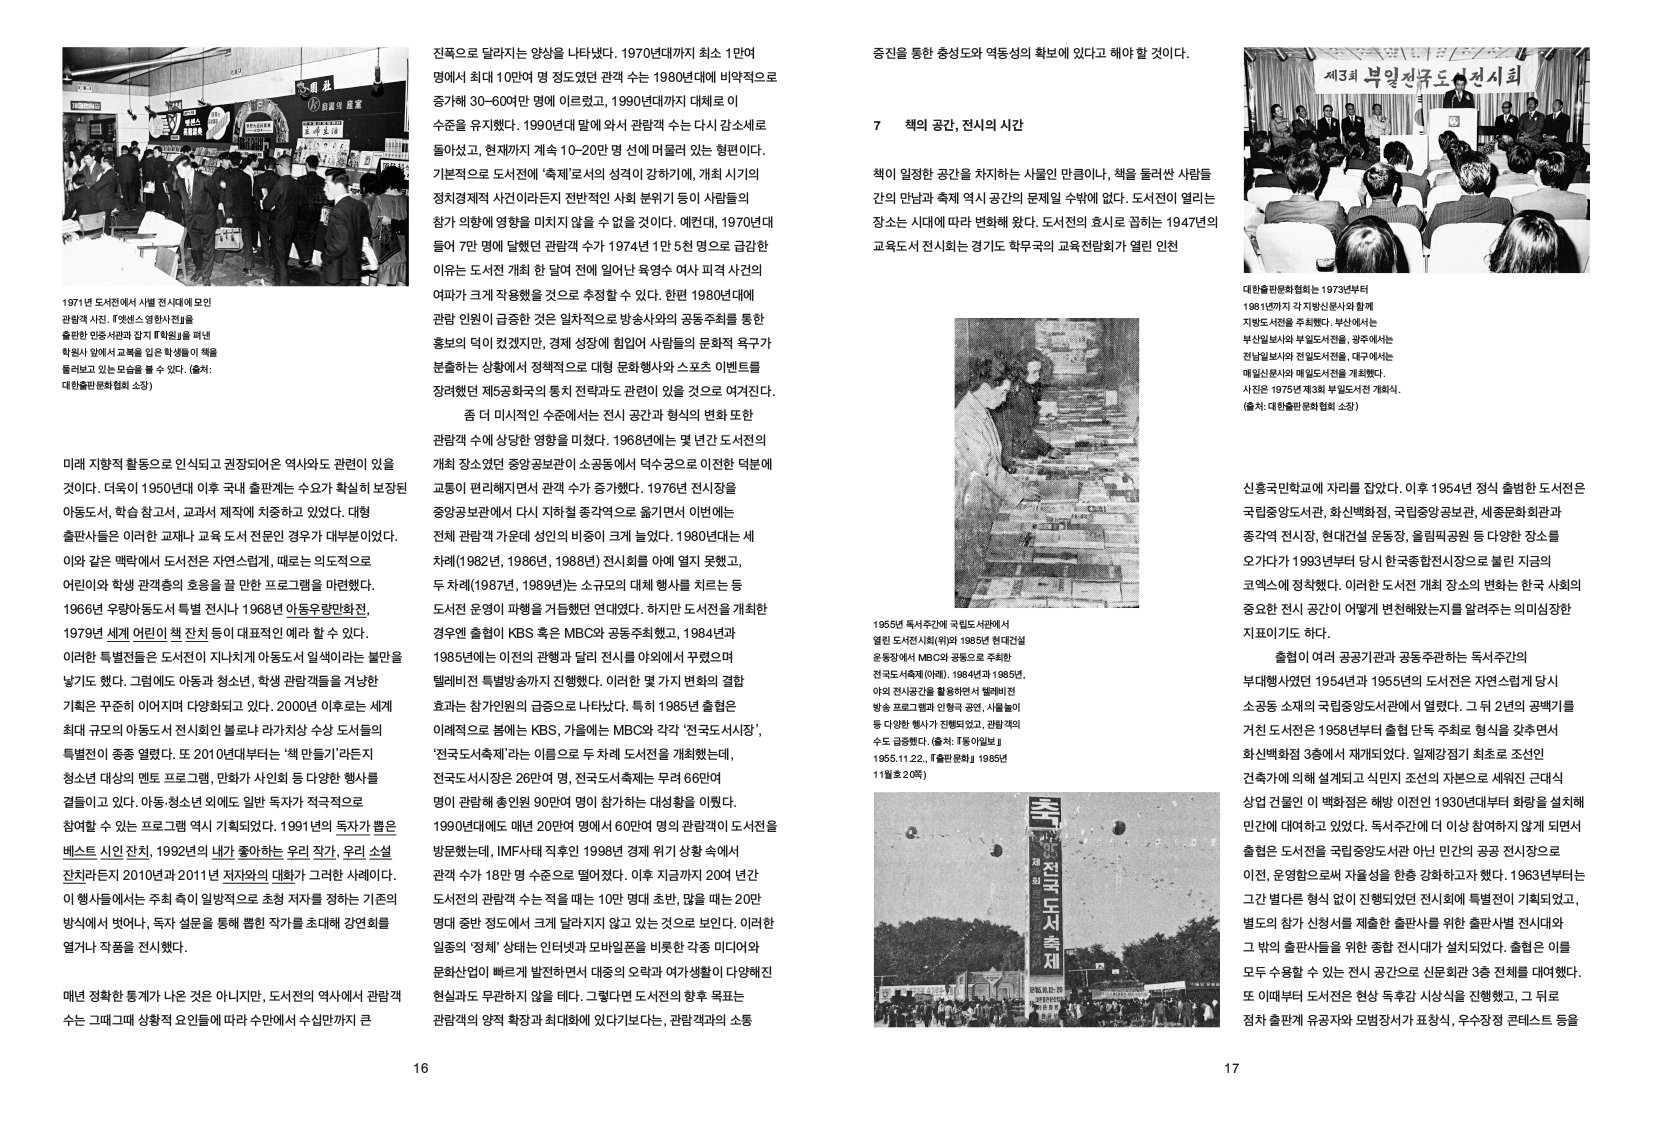 1971년 도서전에서 사별 전시대에 모인
관람객 사진. 『엣센스 영한사전』을
출판한 민중서관과 잡지 『학원』을 펴낸
학원사 앞에서 교복을 입은 학생들이 책을
둘러보고 있는 모습을 볼 수 있다. (출처:
대한출판문화협회 소장)
미래 지향적 활동으로 인식되고 권장되어온 역사와도 관련이 있을
것이다. 더욱이 1950년대 이후 국내 출판계는 수요가 확실히 보장된
아동도서, 학습 참고서, 교과서 제작에 치중하고 있었다. 대형
출판사들은 이러한 교재나 교육 도서 전문인 경우가 대부분이었다.
이와 같은 맥락에서 도서전은 자연스럽게, 때로는 의도적으로
어린이와 학생 관객층의 호응을 끌 만한 프로그램을 마련했다.
1966년 우량아동도서 특별 전시나 1968년 아동우량만화전,
1979년 세계 어린이 책 잔치 등이 대표적인 예라 할 수 있다.
이러한 특별전들은 도서전이 지나치게 아동도서 일색이라는 불만을
낳기도 했다. 그럼에도 아동과 청소년, 학생 관람객들을 겨냥한
기획은 꾸준히 이어지며 다양화되고 있다. 2000년 이후로는 세계
최대 규모의 아동도서 전시회인 볼로냐 라가치상 수상 도서들의
특별전이 종종 열렸다. 또 2010년대부터는 ‘책 만들기’라든지
청소년 대상의 멘토 프로그램, 만화가 사인회 등 다양한 행사를
곁들이고 있다. 아동·청소년 외에도 일반 독자가 적극적으로
참여할 수 있는 프로그램 역시 기획되었다. 1991년의 독자가 뽑은
베스트 시인 잔치, 1992년의 내가 좋아하는 우리 작가, 우리 소설
잔치라든지 2010년과 2011년 저자와의 대화가 그러한 사례이다.
이 행사들에서는 주최 측이 일방적으로 초청 저자를 정하는 기존의
방식에서 벗어나, 독자 설문을 통해 뽑힌 작가를 초대해 강연회를
열거나 작품을 전시했다.
매년 정확한 통계가 나온 것은 아니지만, 도서전의 역사에서 관람객
수는 그때그때 상황적 요인들에 따라 수만에서 수십만까지 큰
진폭으로 달라지는 양상을 나타냈다. 1970년대까지 최소 1만여
명에서 최대 10만여 명 정도였던 관객 수는 1980년대에 비약적으로
증가해 30–60여만 명에 이르렀고, 1990년대까지 대체로 이
수준을 유지했다. 1990년대 말에 와서 관람객 수는 다시 감소세로
돌아섰고, 현재까지 계속 10–20만 명 선에 머물러 있는 형편이다.
기본적으로 도서전에 ‘축제’로서의 성격이 강하기에, 개최 시기의
정치경제적 사건이라든지 전반적인 사회 분위기 등이 사람들의
참가 의향에 영향을 미치지 않을 수 없을 것이다. 예컨대, 1970년대
들어 7만 명에 달했던 관람객 수가 1974년 1만 5천 명으로 급감한
이유는 도서전 개최 한 달여 전에 일어난 육영수 여사 피격 사건의
여파가 크게 작용했을 것으로 추정할 수 있다. 한편 1980년대에
관람 인원이 급증한 것은 일차적으로 방송사와의 공동주최를 통한
홍보의 덕이 컸겠지만, 경제 성장에 힘입어 사람들의 문화적 욕구가
분출하는 상황에서 정책적으로 대형 문화행사와 스포츠 이벤트를
장려했던 제5공화국의 통치 전략과도 관련이 있을 것으로 여겨진다.
좀 더 미시적인 수준에서는 전시 공간과 형식의 변화 또한
관람객 수에 상당한 영향을 미쳤다. 1968년에는 몇 년간 도서전의
개최 장소였던 중앙공보관이 소공동에서 덕수궁으로 이전한 덕분에
교통이 편리해지면서 관객 수가 증가했다. 1976년 전시장을
중앙공보관에서 다시 지하철 종각역으로 옮기면서 이번에는
전체 관람객 가운데 성인의 비중이 크게 늘었다. 1980년대는 세
차례(1982년, 1986년, 1988년) 전시회를 아예 열지 못했고,
두 차례(1987년, 1989년)는 소규모의 대체 행사를 치르는 등
도서전 운영이 파행을 거듭했던 연대였다. 하지만 도서전을 개최한
경우엔 출협이 KBS 혹은 MBC와 공동주최했고, 1984년과
1985년에는 이전의 관행과 달리 전시를 야외에서 꾸렸으며
텔레비전 특별방송까지 진행했다. 이러한 몇 가지 변화의 결합
효과는 참가인원의 급증으로 나타났다. 특히 1985년 출협은
이례적으로 봄에는 KBS, 가을에는 MBC와 각각 ‘전국도서시장’,
‘전국도서축제’라는 이름으로 두 차례 도서전을 개최했는데,
전국도서시장은 26만여 명, 전국도서축제는 무려 66만여
명이 관람해 총인원 90만여 명이 참가하는 대성황을 이뤘다.
1990년대에도 매년 20만여 명에서 60만여 명의 관람객이 도서전을
방문했는데, IMF사태 직후인 1998년 경제 위기 상황 속에서
관객 수가 18만 명 수준으로 떨어졌다. 이후 지금까지 20여 년간
도서전의 관람객 수는 적을 때는 10만 명대 초반, 많을 때는 20만
명대 중반 정도에서 크게 달라지지 않고 있는 것으로 보인다. 이러한
일종의 ‘정체’ 상태는 인터넷과 모바일폰을 비롯한 각종 미디어와
문화산업이 빠르게 발전하면서 대중의 오락과 여가생활이 다양해진
현실과도 무관하지 않을 테다. 그렇다면 도서전의 향후 목표는
관람객의 양적 확장과 최대화에 있다기보다는, 관람객과의 소통
16
증진을 통한 충성도와 역동성의 확보에 있다고 해야 할 것이다.
7 책의 공간, 전시의 시간
책이 일정한 공간을 차지하는 사물인 만큼이나, 책을 둘러싼 사람들
간의 만남과 축제 역시 공간의 문제일 수밖에 없다. 도서전이 열리는
장소는 시대에 따라 변화해 왔다. 도서전의 효시로 꼽히는 1947년의
교육도서 전시회는 경기도 학무국의 교육전람회가 열린 인천
1955년 독서주간에 국립도서관에서
열린 도서전시회(위)와 1985년 현대건설
운동장에서 MBC와 공동으로 주최한
전국도서축제(아래). 1984년과 1985년,
야외 전시공간을 활용하면서 텔레비전
방송 프로그램과 인형극 공연, 사물놀이
등 다양한 행사가 진행되었고, 관람객의
수도 급증했다. (출처: 『동아일보』
1955.11.22., 『출판문화』 1985년
11월호 20쪽)
축
'85
제 회
전국도서축제
제3회 부일전국도서전시회
대한출판문화협회는 1973년부터
1981년까지 각 지방신문사와 함께
지방도서전을 주최했다. 부산에서는
부산일보사와 부일도서전을, 광주에서는
전남일보사와 전일도서전을, 대구에서는
매일신문사와 매일도서전을 개최했다.
사진은 1975년 제3회 부일도서전 개회식.
(출처: 대한출판문화협회 소장)
신흥국민학교에 자리를 잡았다. 이후 1954년 정식 출범한 도서전은
국립중앙도서관, 화신백화점, 국립중앙공보관, 세종문화회관과
종각역 전시장, 현대건설 운동장, 올림픽공원 등 다양한 장소를
오가다가 1993년부터 당시 한국종합전시장으로 불린 지금의
코엑스에 정착했다. 이러한 도서전 개최 장소의 변화는 한국 사회의
중요한 전시 공간이 어떻게 변천해왔는지를 알려주는 의미심장한
지표이기도 하다.
출협이 여러 공공기관과 공동주관하는 독서주간의
부대행사였던 1954년과 1955년의 도서전은 자연스럽게 당시
소공동 소재의 국립중앙도서관에서 열렸다. 그 뒤 2년의 공백기를
거친 도서전은 1958년부터 출협 단독 주최로 형식을 갖추면서
화신백화점 3층에서 재개되었다. 일제강점기 최초로 조선인
건축가에 의해 설계되고 식민지 조선의 자본으로 세워진 근대식
상업 건물인 이 백화점은 해방 이전인 1930년대부터 화랑을 설치해
민간에 대여하고 있었다. 독서주간에 더 이상 참여하지 않게 되면서
출협은 도서전을 국립중앙도서관 아닌 민간의 공공 전시장으로
이전, 운영함으로써 자율성을 한층 강화하고자 했다. 1963년부터는
그간 별다른 형식 없이 진행되었던 전시회에 특별전이 기획되었고,
별도의 참가 신청서를 제출한 출판사를 위한 출판사별 전시대와
그 밖의 출판사들을 위한 종합 전시대가 설치되었다. 출협은 이를
모두 수용할 수 있는 전시 공간으로 신문회관 3층 전체를 대여했다.
또 이때부터 도서전은 현상 독후감 시상식을 진행했고, 그 뒤로
점차 출판계 유공자와 모범장서가 표창식, 우수장정 콘테스트 등을
17